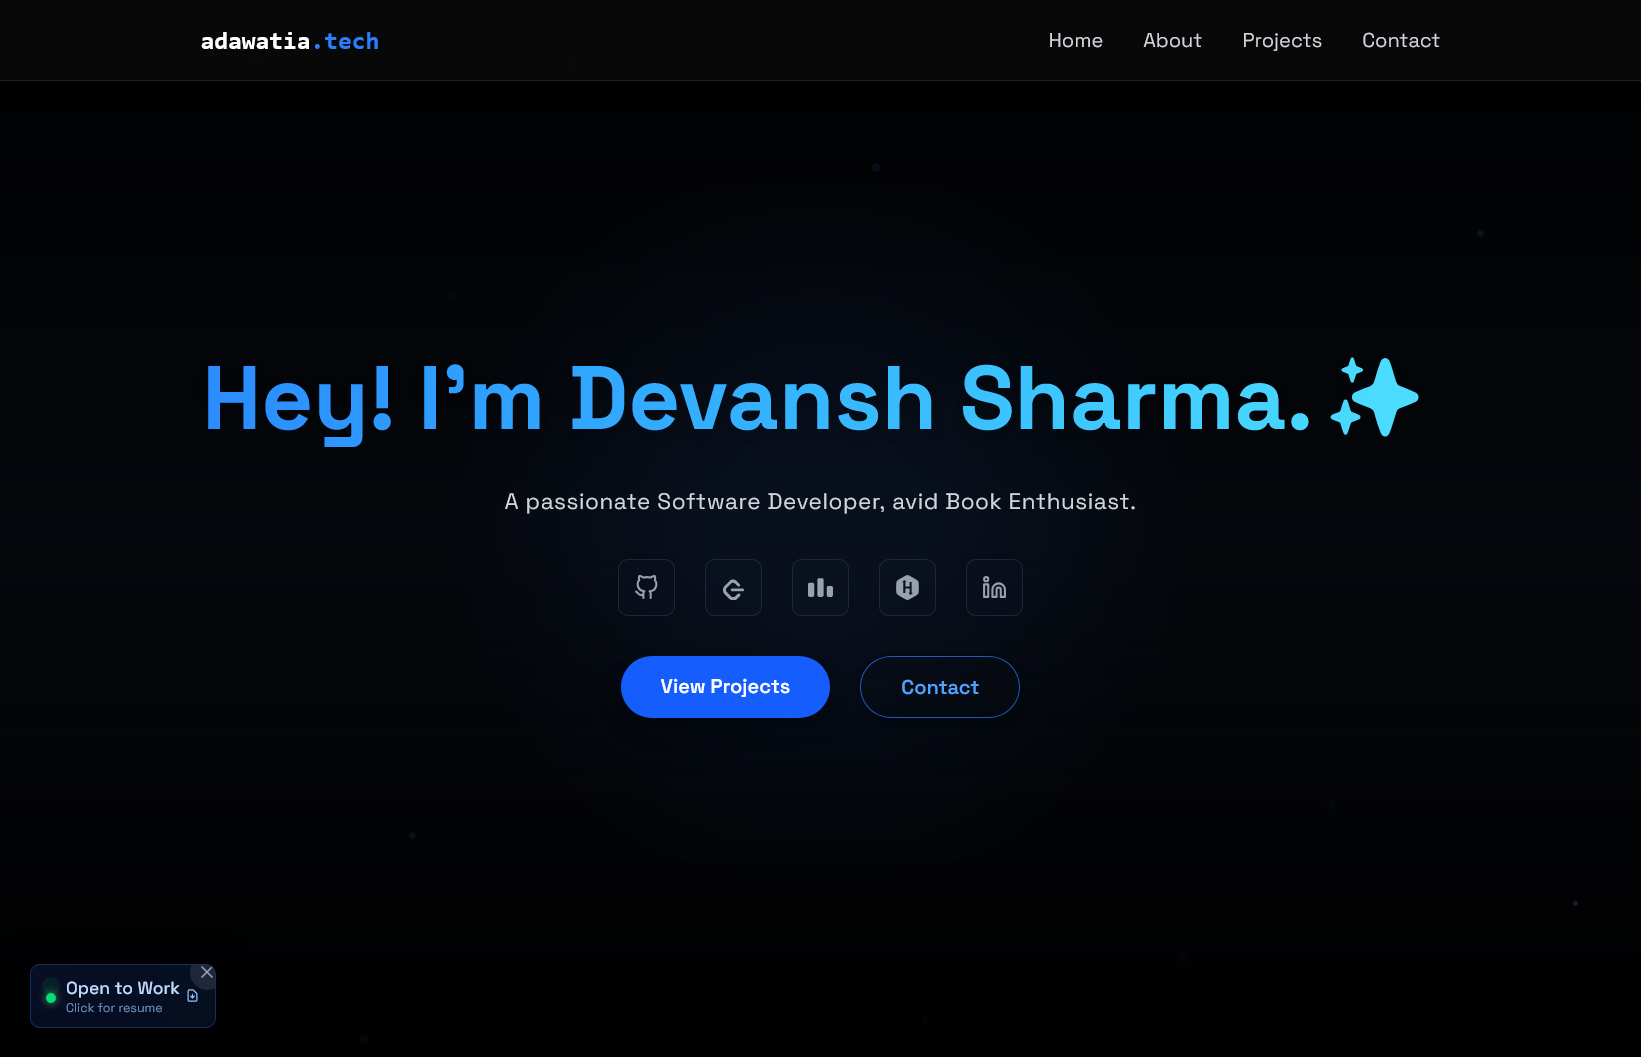 adawatia.tech
Home About Projects Contact
Hey! I'm Devansh Sharma.
A passionate Software Developer, avid Book Enthusiast.
View Projects Contact
Open to Work
Click for resume